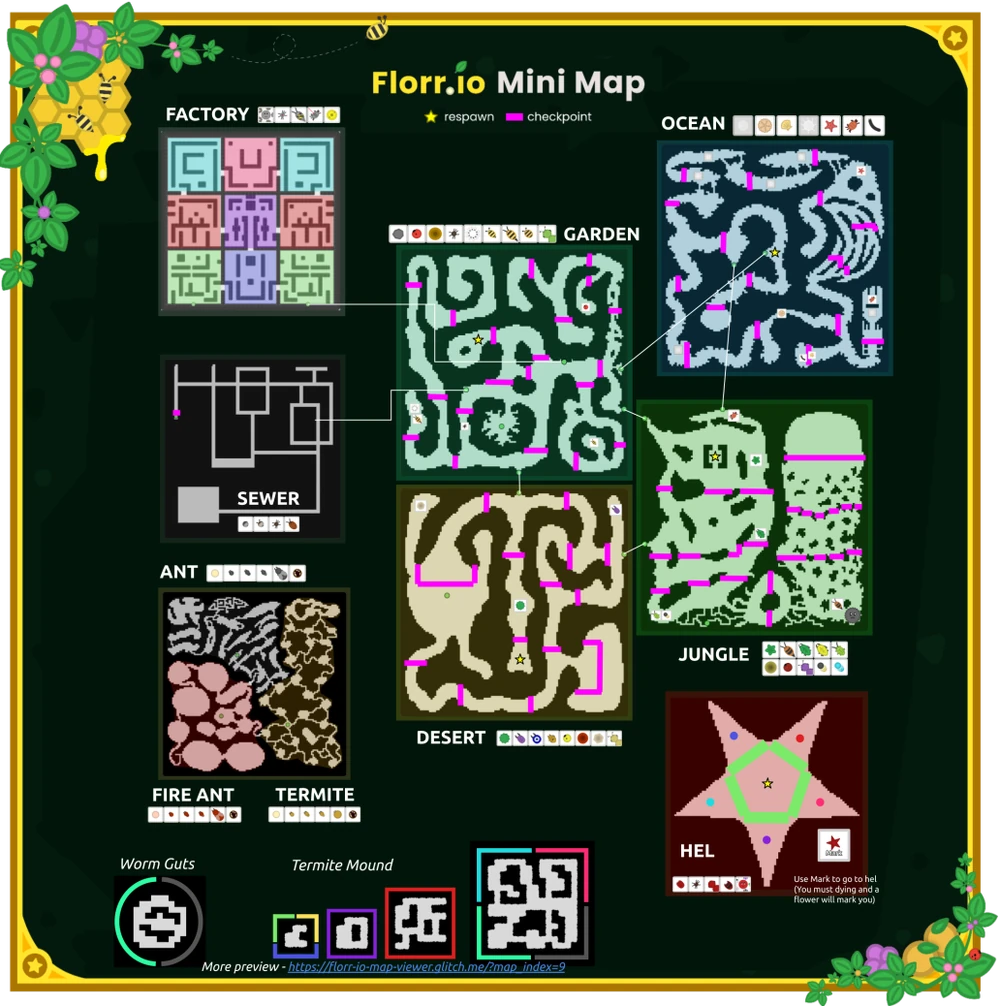 Florr.io Mini Map
respawn checkpoint
FACTORY
OCEAN
GARDEN
SEWER
ANT
JUNGLE
DESERT
FIRE ANT
TERMITE
HEL
Mark
Use Mark to go to hel
(You must dying and a
flower will mark you)
Worm Guts
Termite Mound
More preview - https://florr-io-map-viewer.glitch.me/?map_index=9